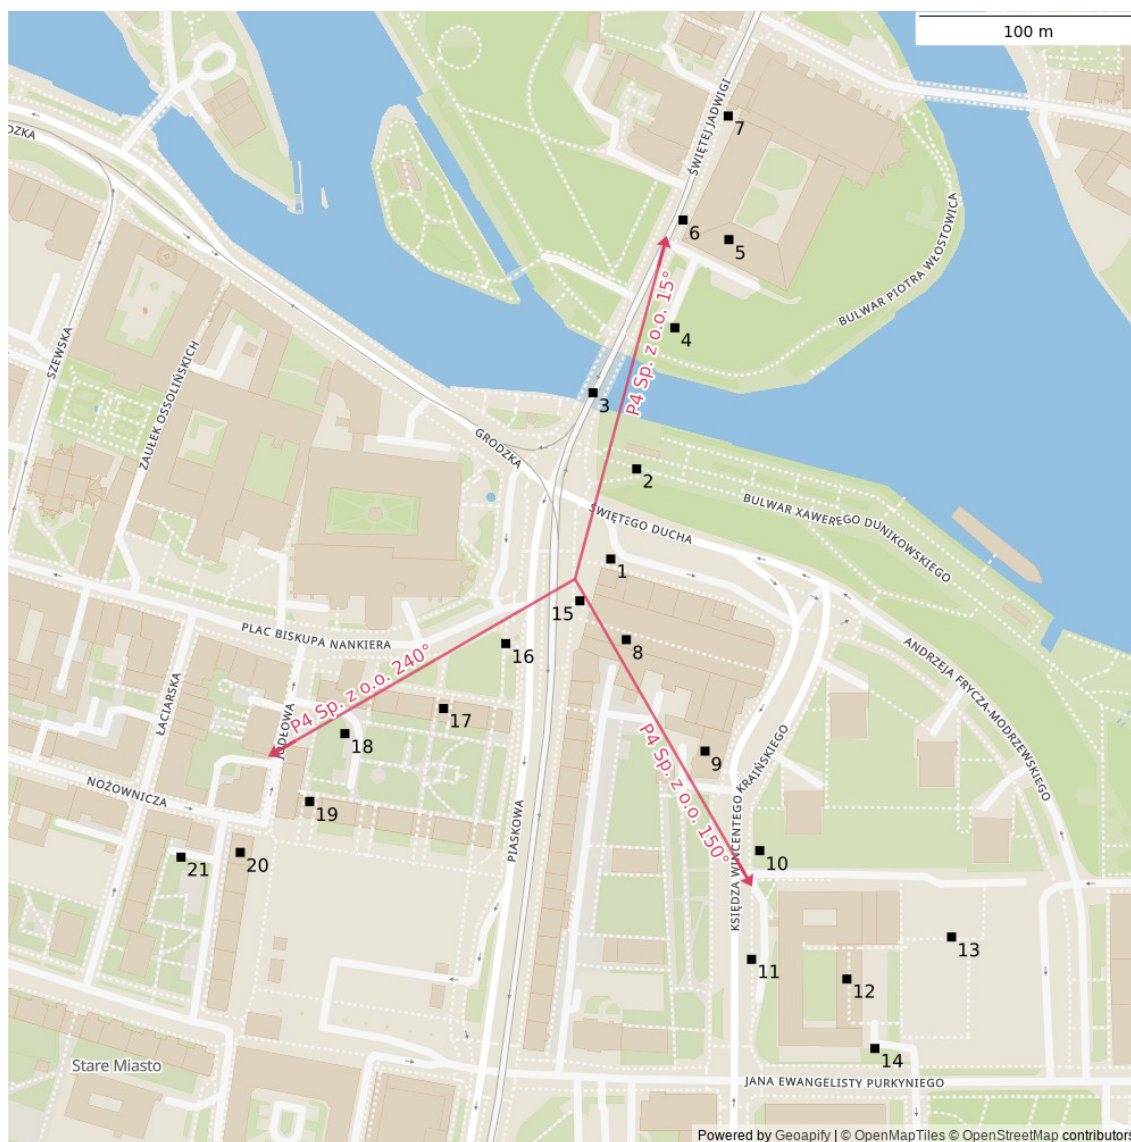 100 m
ŚWIĘTEJ JADWIGI
7
DZKA
6
5
BULWAR PIOTRA WŁOSTOWICA
P4 Sp. z o.o. 15°
4
SZEWSKA
ZAUŁEK OSSOLIŃSKICH
3
GRODZKA
2
BULWAR XAWEREGO DUNIKOWSKIEGO
ŚWIĘTEGO DUCHA
1
15
PLAC BISKUPA NANKIERA
8
16
P4 Sp. z o.o. 240°
ANDRZEJA FRYCZA-MODRZEWSKIEGO
ŁACIARSKA
JODŁOWA
17
18
P4 Sp. z o.o. 150°
9
KSIĘDZA WINCENTEGO KRAIŃSKIEGO
NOŻOWNICZA
19
PIASKOWA
20
21
10
13
11
12
14
Stare Miasto
JANA EWANGELISTY PURKYNIEGO
Powered by Geoapify | © OpenMapTiles © OpenStreetMap contributors